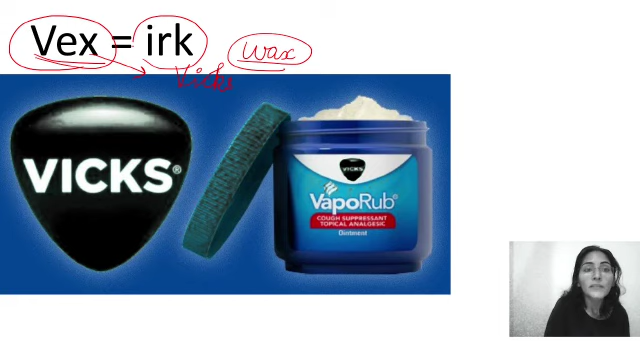 Vex = irk
wax
Vicks
VICKS®
VICKS
VapoRub®
COUGH SUPPRESSANT
TOPICAL ANALGESIC
Ointment